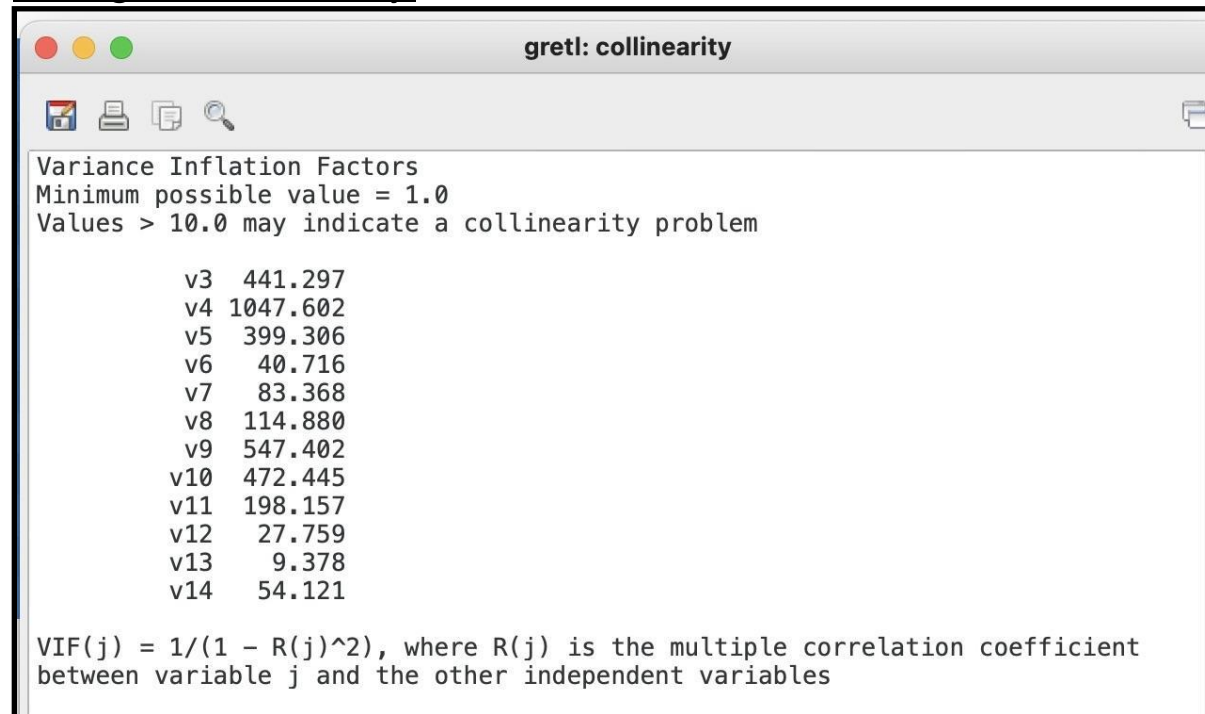 gretl: collinearity
Variance Inflation Factors
Minimum possible value = 1.0
Values > 10.0 may indicate a collinearity problem
v3 441.297
v4 1047.602
v5 399.306
v6 40.716
v7 83.368
v8 114.880
v9 547.402
v10 472.445
v11 198.157
v12 27.759
v13 9.378
v14 54.121
VIF(j) = 1/(1 – R(j)^2), where R(j) is the multiple correlation coefficient
between variable j and the other independent variables